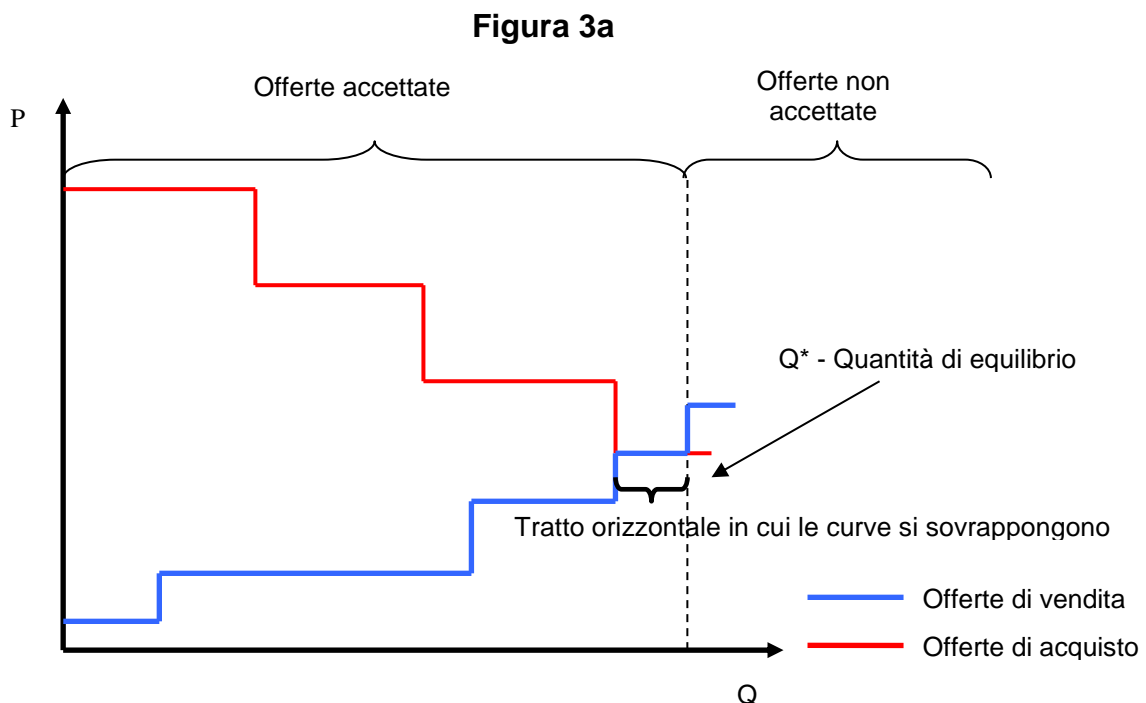 Figura 3a
Offerte accettate
Offerte non
accettate
P
Q* - Quantità di equilibrio
Tratto orizzontale in cui le curve si sovrappongono
Offerte di vendita
Offerte di acquisto
Q